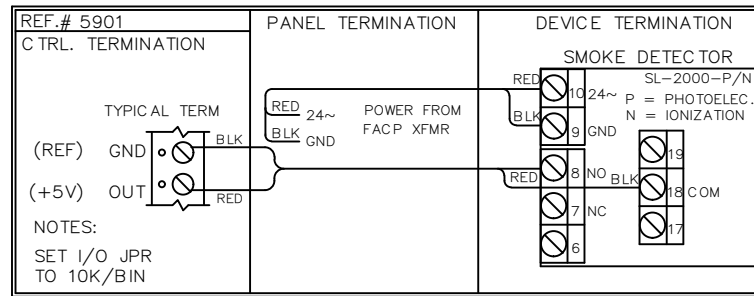 REF.# 5901
CTRL. TERMINATION
TYPICAL TERM
(REF) GND BLK
(+5V) OUT RED
NOTES:
SET I/O JPR
TO 10K/BIN
PANEL TERMINATION
RED 24~
BLK GND
POWER FROM
FACP XFMR
DEVICE TERMINATION
SMOKE DETECTOR
SL-2000-P/N
P = PHOTOELEC.
N = IONIZATION
RED 10 24~
BLK 9 GND
RED 8 NO BLK
7 NC
6
19
18 COM
17